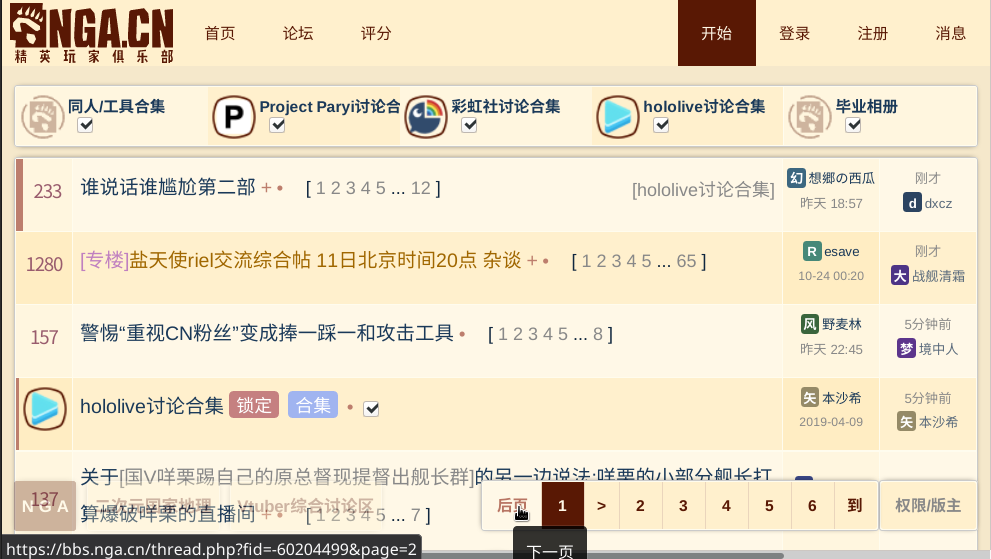 NGA.CN
精英玩家俱乐部
首页 论坛 评分 开始 登录 注册 消息
同人/工具合集 Project Paryi讨论合 彩虹社讨论合集 hololive讨论合集 毕业相册
233 谁说话谁尴尬第二部 + • [ 1 2 3 4 5 ... 12 ] [hololive讨论合集] 幻 想郷の西瓜 刚才
昨天 18:57 d dxcz
1280 [专楼]盐天使riel交流综合帖 11日北京时间20点 杂谈 + • [ 1 2 3 4 5 ... 65 ] R esave 刚才
10-24 00:20 大 战舰清霜
157 警惕“重视CN粉丝”变成捧一踩一和攻击工具 • [ 1 2 3 4 5 ... 8 ] 风 野麦林 5分钟前
昨天 22:45 梦 境中人
hololive讨论合集 锁定 合集 • 矢 本沙希 5分钟前
2019-04-09 矢 本沙希
关于[国V咩栗踢自己的原总督现提督出舰长群]的另一边说法:咩栗的小部分舰长打
137 算爆破咩栗的直播间 + • [ 1 2 3 4 5 ... 7 ]
NGA 二次元国家地理 Vtuber综合讨论区 后页 1 > 2 3 4 5 6 到 权限/版主
https://bbs.nga.cn/thread.php?fid=-60204499&page=2 下一页